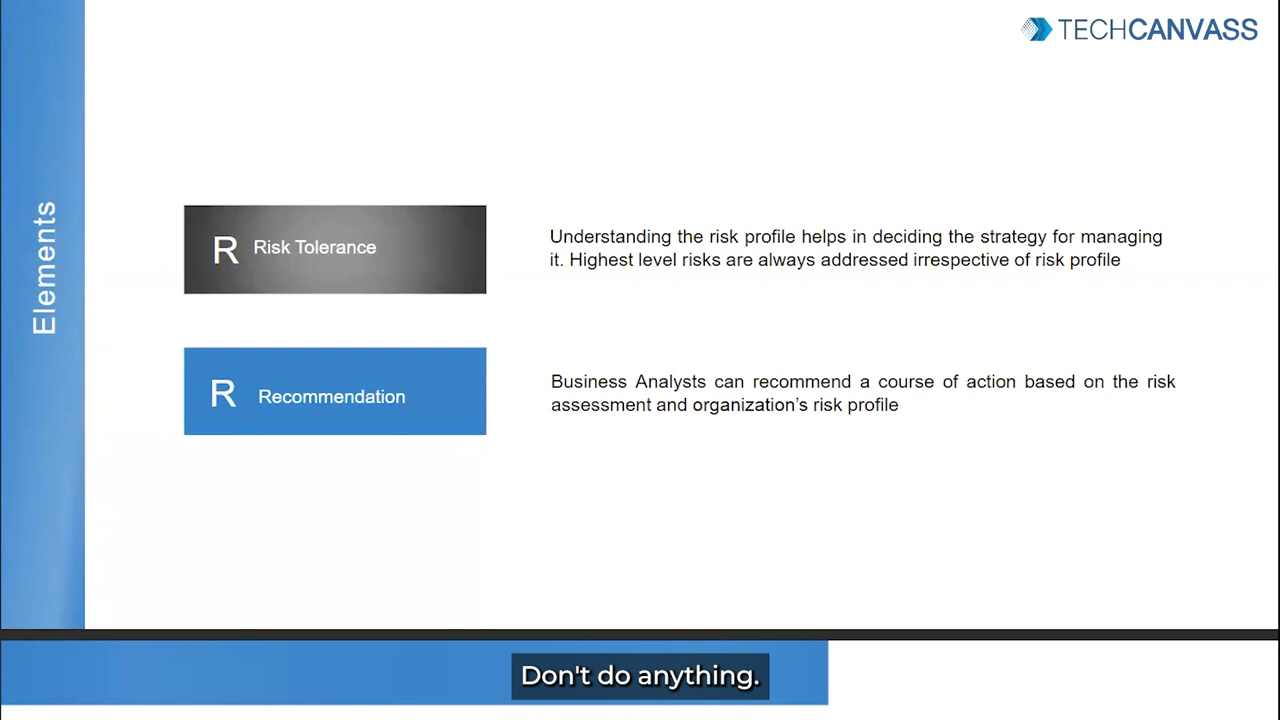 TECHCANVASS
Elements
R Risk Tolerance
Understanding the risk profile helps in deciding the strategy for managing
it. Highest level risks are always addressed irrespective of risk profile
R Recommendation
Business Analysts can recommend a course of action based on the risk
assessment and organization’s risk profile
Don't do anything.